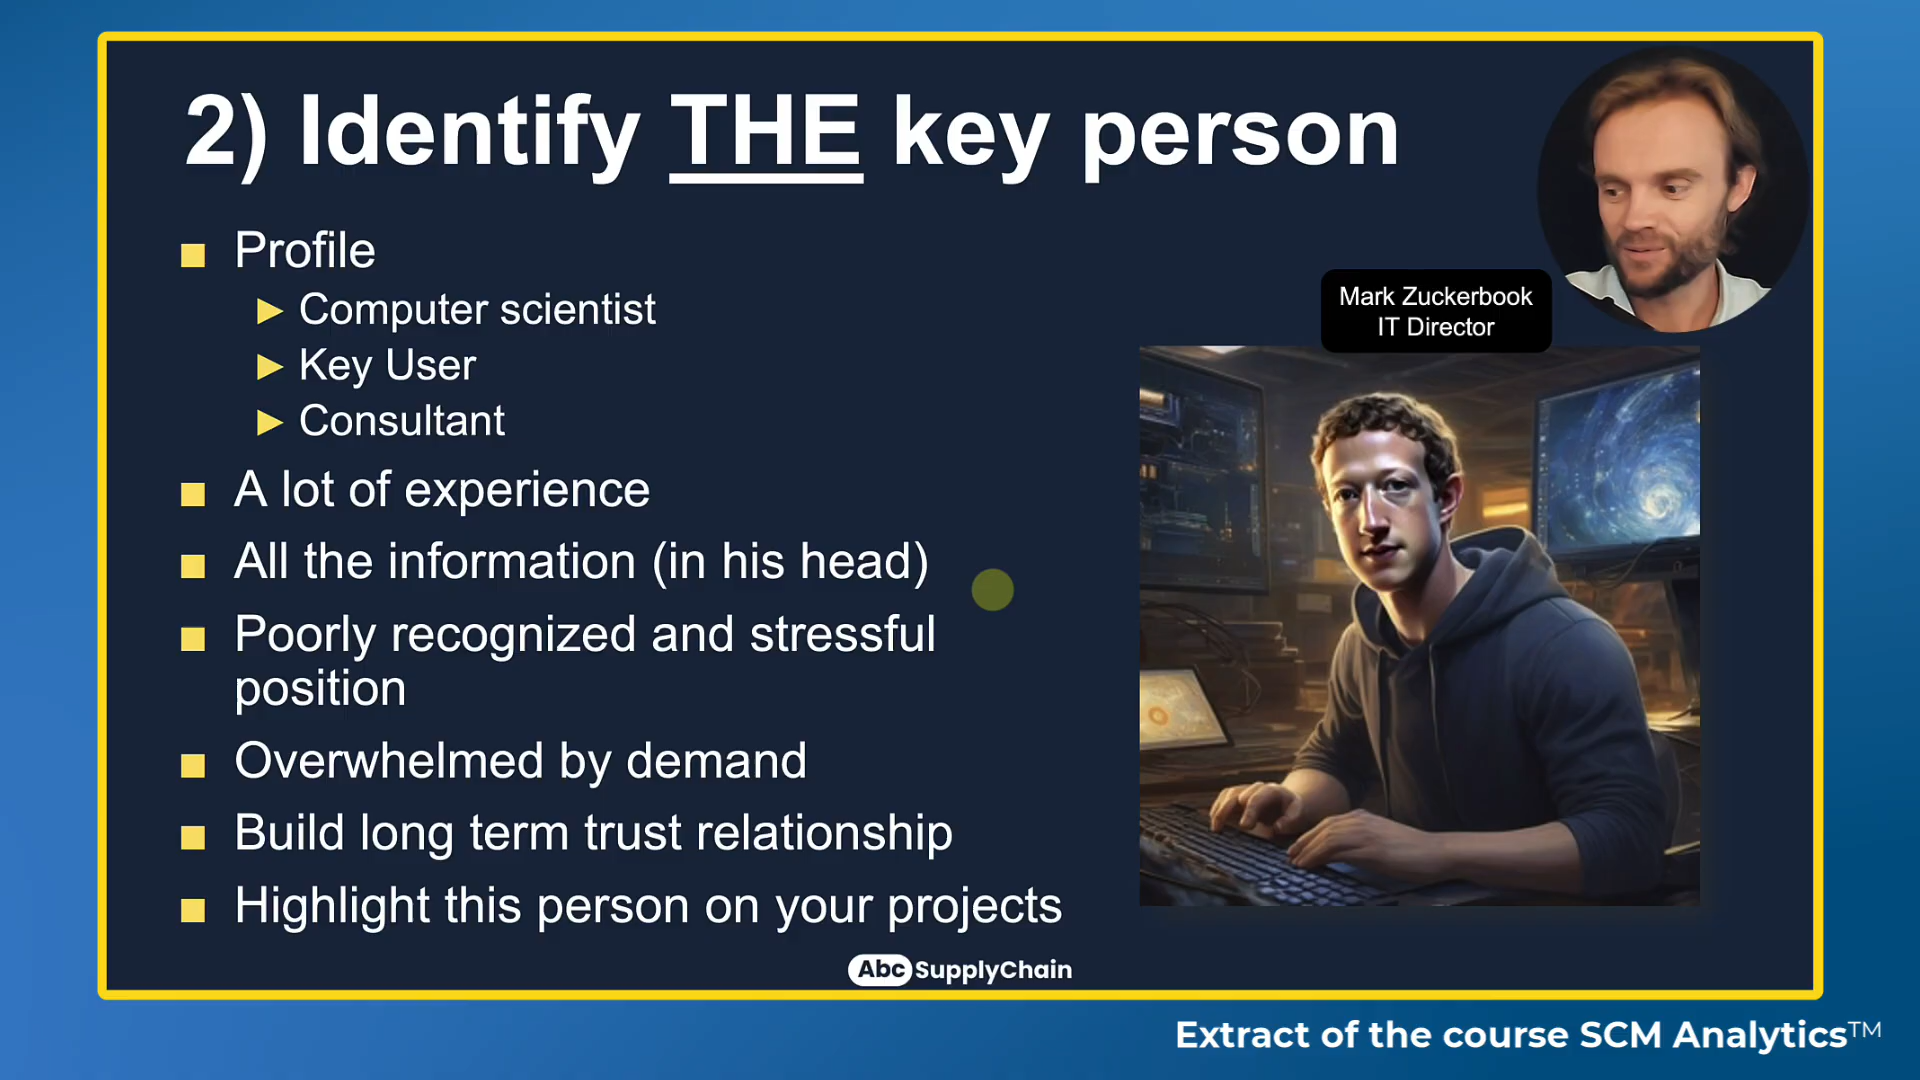 2) Identify THE key person
Profile
Computer scientist
Key User
Consultant
A lot of experience
All the information (in his head)
Poorly recognized and stressful
position
Overwhelmed by demand
Build long term trust relationship
Highlight this person on your projects
Mark Zuckerbook
IT Director
Abc SupplyChain
Extract of the course SCM Analytics™